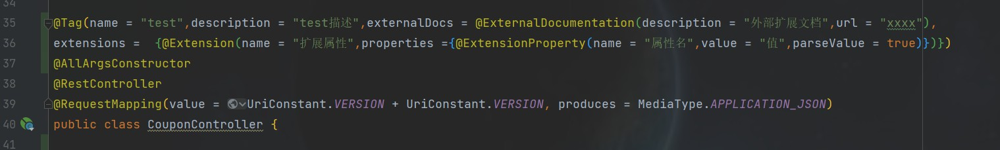 34
35 @Tag(name = "test",description = "test描述",externalDocs = @ExternalDocumentation(description = "外部扩展文档",url = "xxxx"),
36 extensions =  {@Extension(name = "扩展属性",properties ={@ExtensionProperty(name = "属性名",value = "值",parseValue = true)})})
37 @AllArgsConstructor
38 @RestController
39 @RequestMapping(value = UriConstant.VERSION + UriConstant.VERSION, produces = MediaType.APPLICATION_JSON)
40 public class CouponController {
41